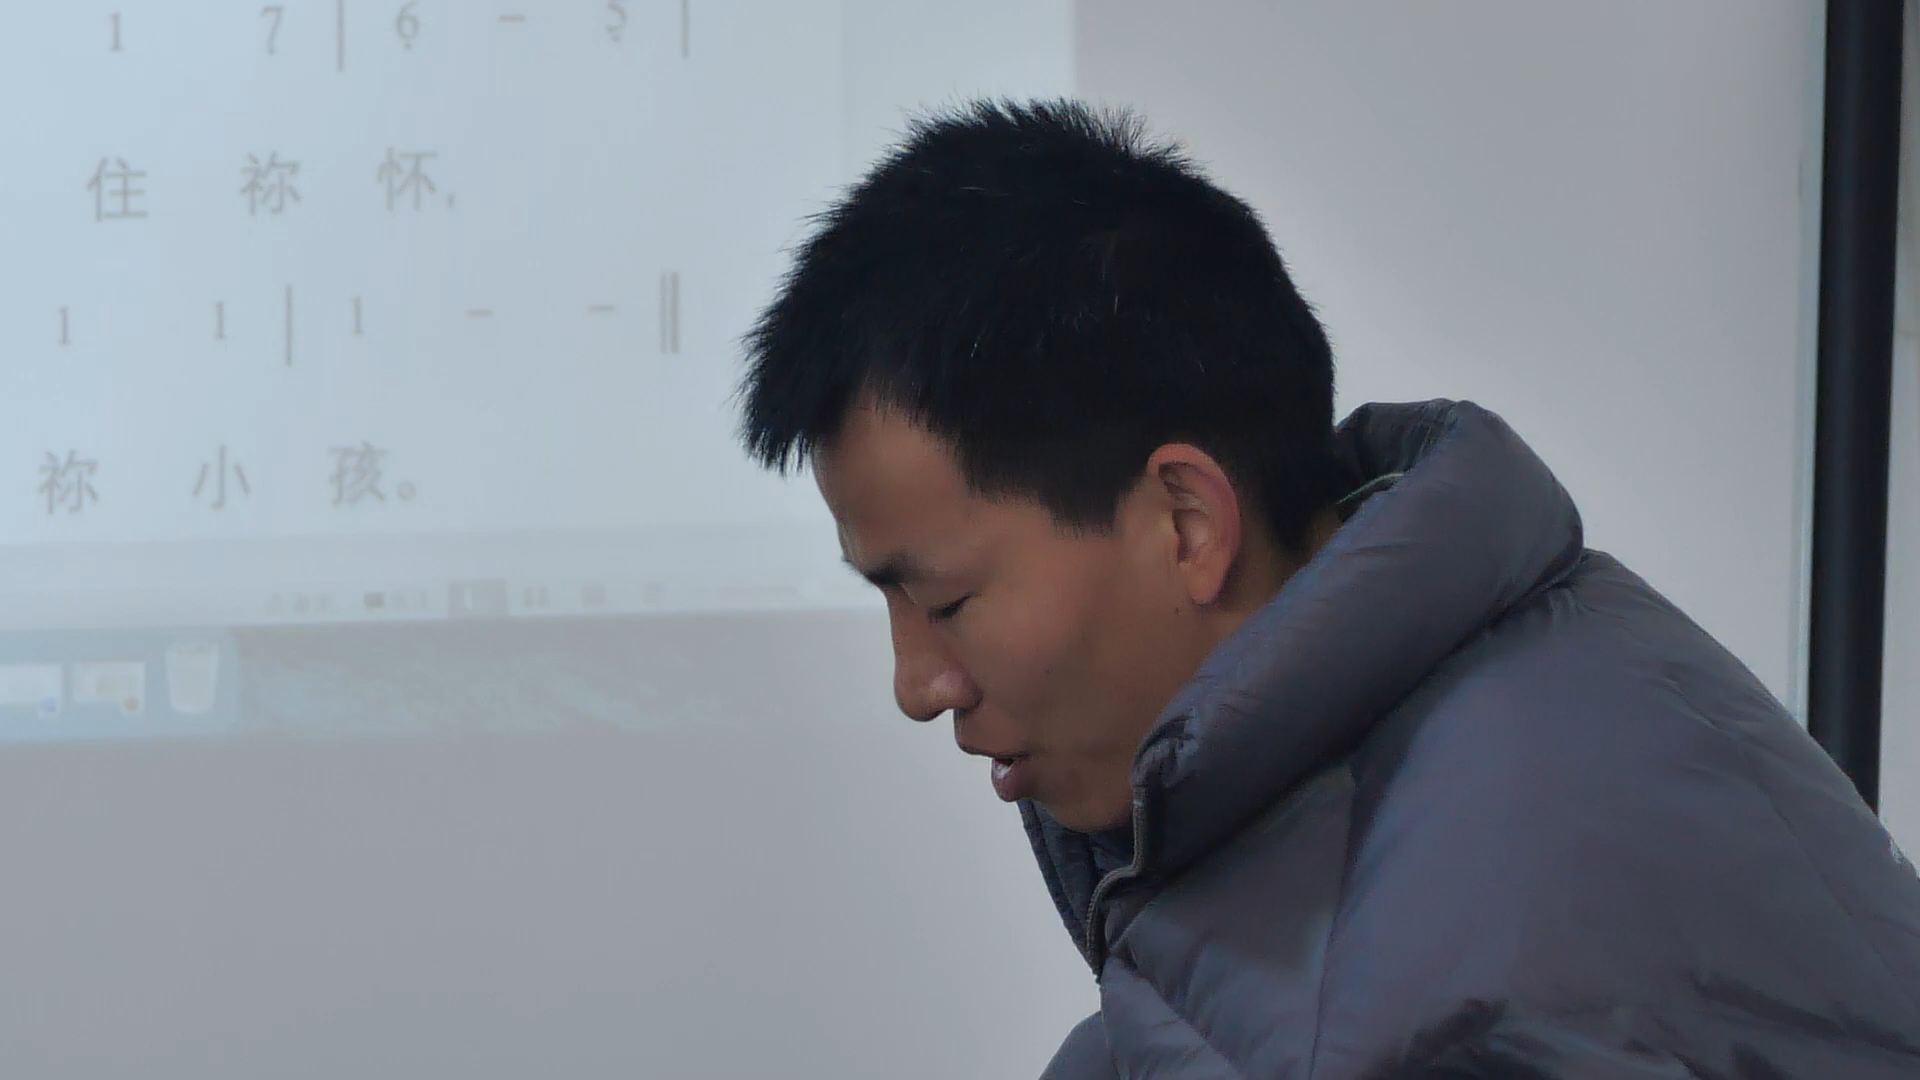 1 7̣ | 6̣ - 5̣ |
住 祢 怀,
1 1 | 1 - - ‖
祢 小 孩。